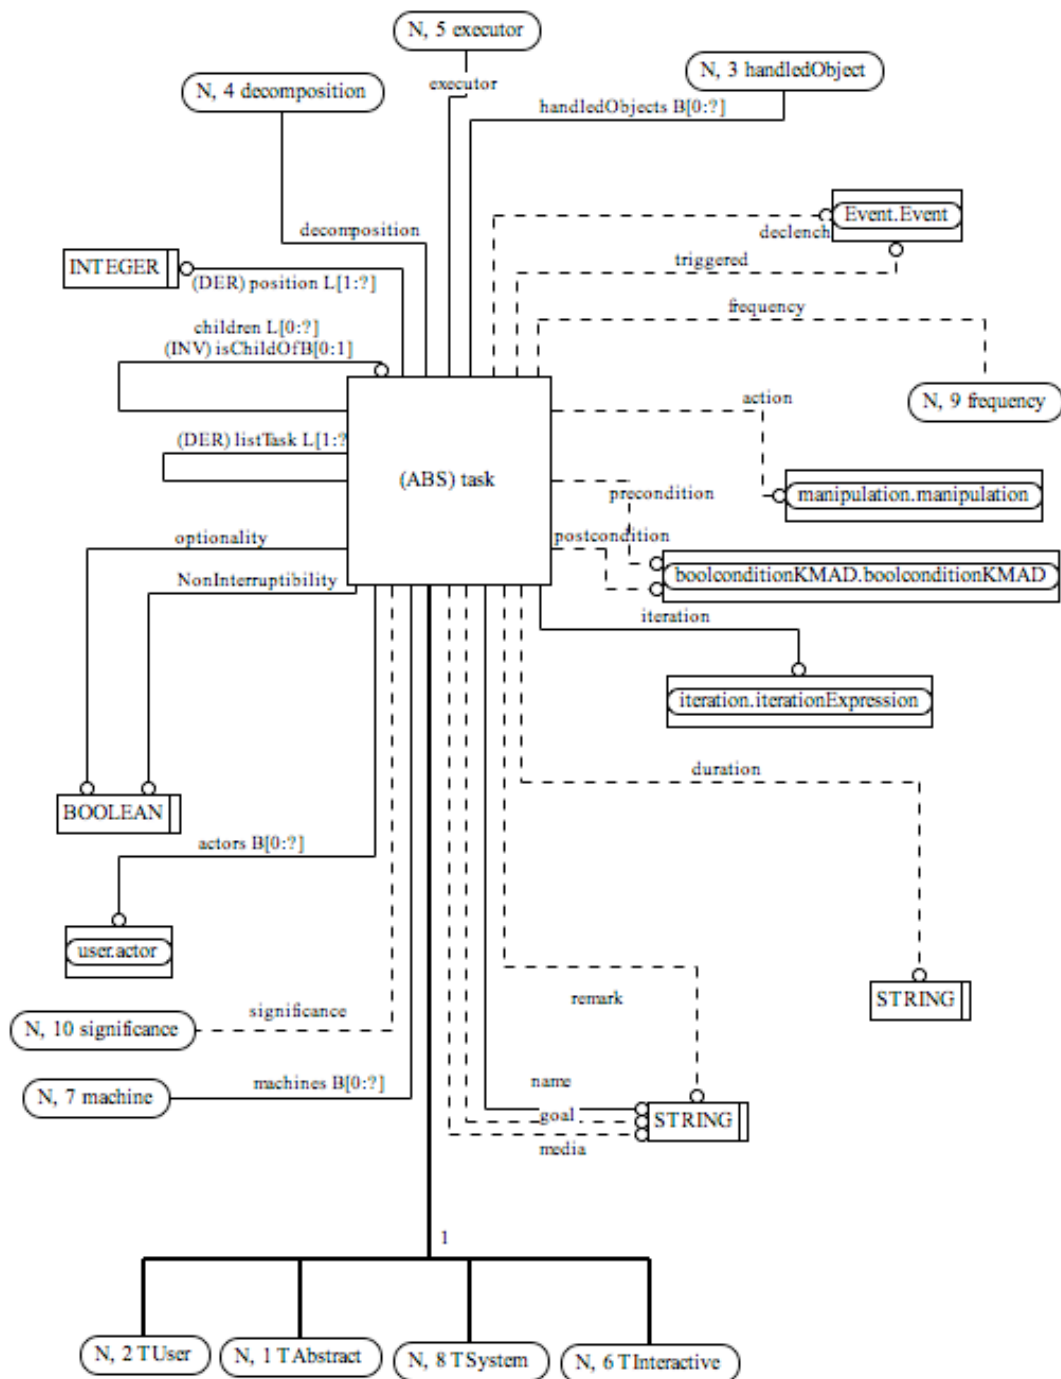 N, 5 executor
executor
N, 3 handledObject
N, 4 decomposition
handledObjects B[0:?]
Event.Event
declench
decomposition
triggered
INTEGER
(DER) position L[1:?]
frequency
children L[0:?]
(INV) isChildOfB[0:1]
action
N, 9 frequency
(DER) listTask L[1:?
(ABS) task
precondition
manipulation.manipulation
optionality
postcondition
NonInterruptibility
boolconditionKMAD.boolconditionKMAD
iteration
iteration.iterationExpression
duration
BOOLEAN
actors B[0:?]
user.actor
STRING
remark
significance
N, 10 significance
machines B[0:?]
N, 7 machine
name
goal
STRING
media
1
N, 2 TUser
N, 1 TAbstract
N, 8 TSystem
N, 6 TInteractive